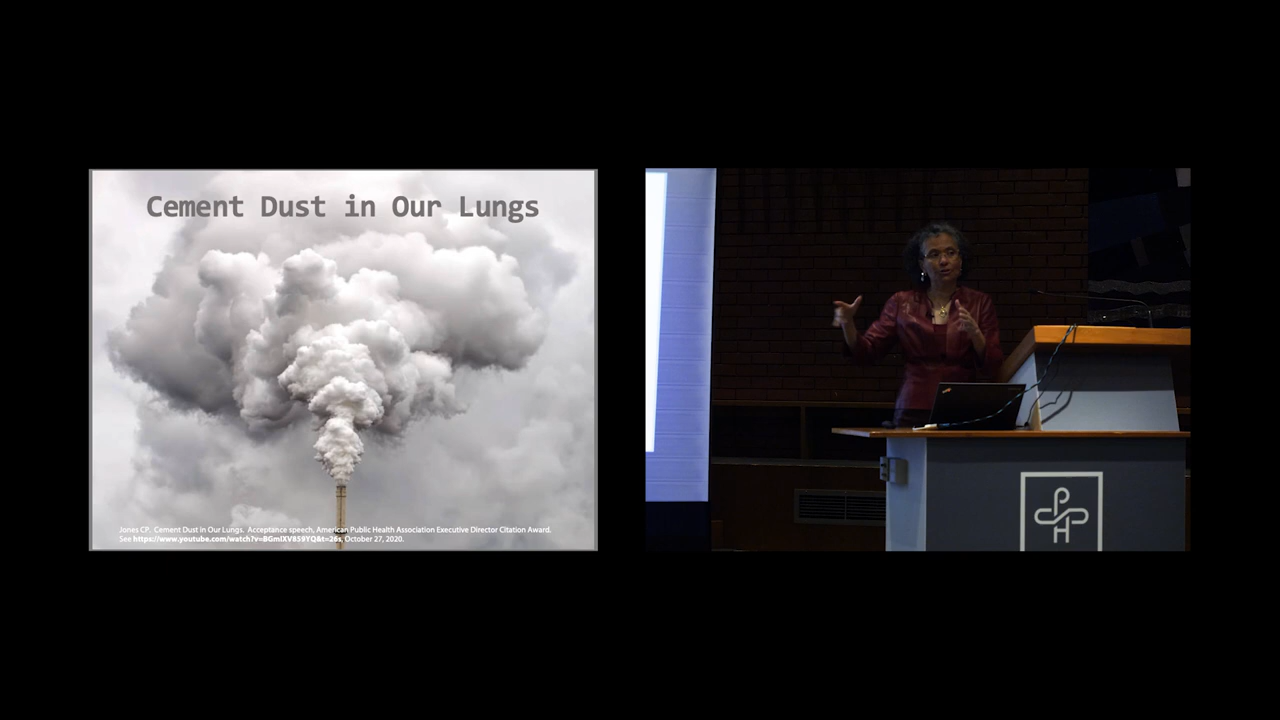 Cement Dust in Our Lungs
Jones CP. Cement Dust in Our Lungs. Acceptance speech, American Public Health Association Executive Director Citation Award.
See https://www.youtube.com/watch?v=BGmIXV859YQ&t=26s, October 27, 2020.
P
H